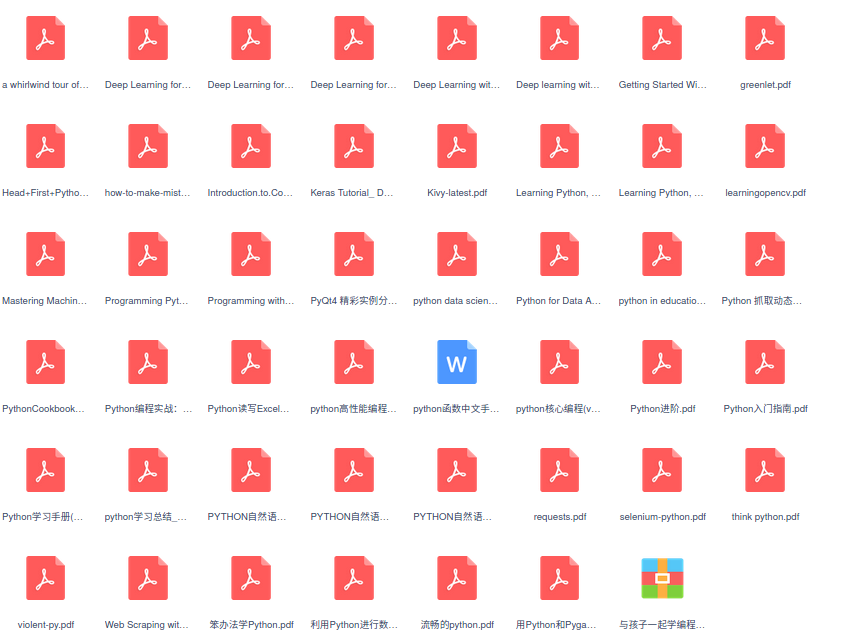 a whirlwind tour of...
Deep Learning for...
Deep Learning for...
Deep Learning for...
Deep Learning wit...
Deep learning wit...
Getting Started Wi...
greenlet.pdf
Head+First+Pytho...
how-to-make-mist...
Introduction.to.Co...
Keras Tutorial_ D...
Kivy-latest.pdf
Learning Python, ...
Learning Python, ...
learningopencv.pdf
Mastering Machin...
Programming Pyt...
Programming with...
PyQt4 精彩实例分...
python data scien...
Python for Data A...
python in educatio...
Python 抓取动态...
PythonCookbook...
Python编程实战：...
Python读写Excel...
python高性能编程...
W
python函数中文手...
python核心编程(v...
Python进阶.pdf
Python入门指南.pdf
Python学习手册(...
python学习总结_...
PYTHON自然语...
PYTHON自然语...
PYTHON自然语...
requests.pdf
selenium-python.pdf
think python.pdf
violent-py.pdf
Web Scraping wit...
笨办法学Python.pdf
利用Python进行数...
流畅的python.pdf
用Python和Pyga...
与孩子一起学编程...